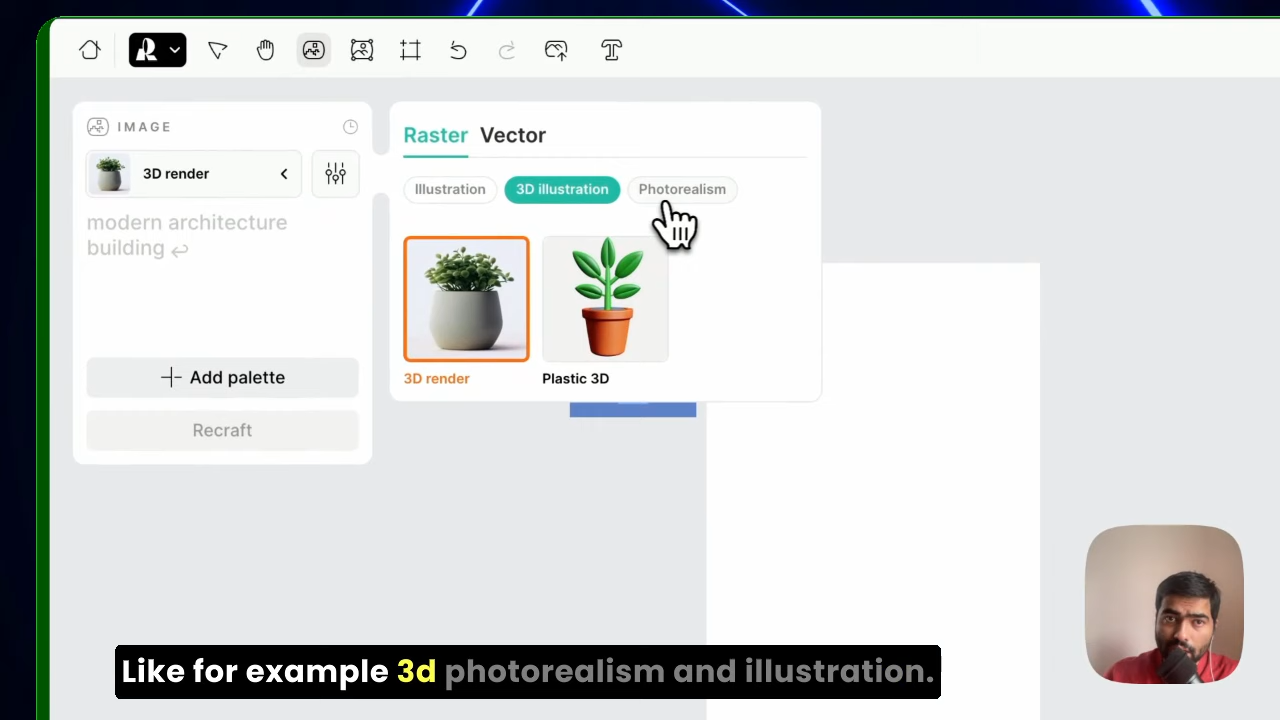 IMAGE
3D render
modern architecture
building
Add palette
Recraft
Raster Vector
Illustration 3D illustration Photorealism
3D render Plastic 3D
Like for example 3d photorealism and illustration.